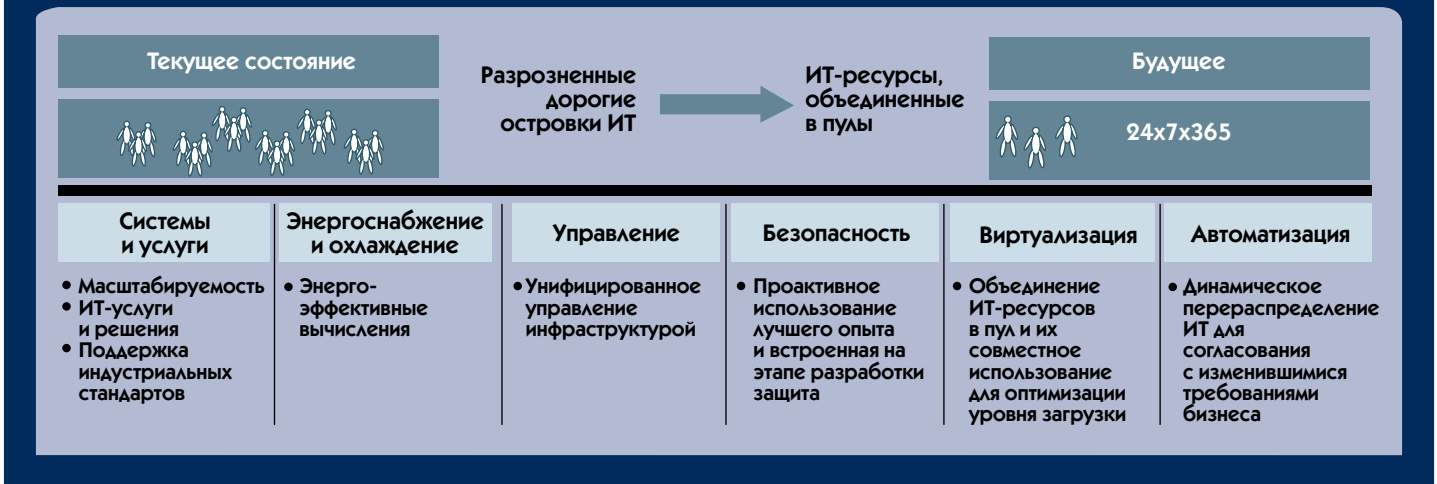 Текущее состояние
Разрозненные
дорогие
островки ИТ
ИТ-ресурсы,
объединенные
в пулы
Будущее
24x7x365
Системы
и услуги
• Масштабируемость
• ИТ-услуги
и решения
• Поддержка
индустриальных
стандартов
Энергоснабжение
и охлаждение
• Энерго-
эффективные
вычисления
Управление
• Унифицированное
управление
инфраструктурой
Безопасность
• Проактивное
использование
лучшего опыта
и встроенная на
этапе разработки
защита
Виртуализация
• Объединение
ИТ-ресурсов
в пул и их
совместное
использование
для оптимизации
уровня загрузки
Автоматизация
• Динамическое
перераспределение
ИТ для
согласования
с изменившимися
требованиями
бизнеса